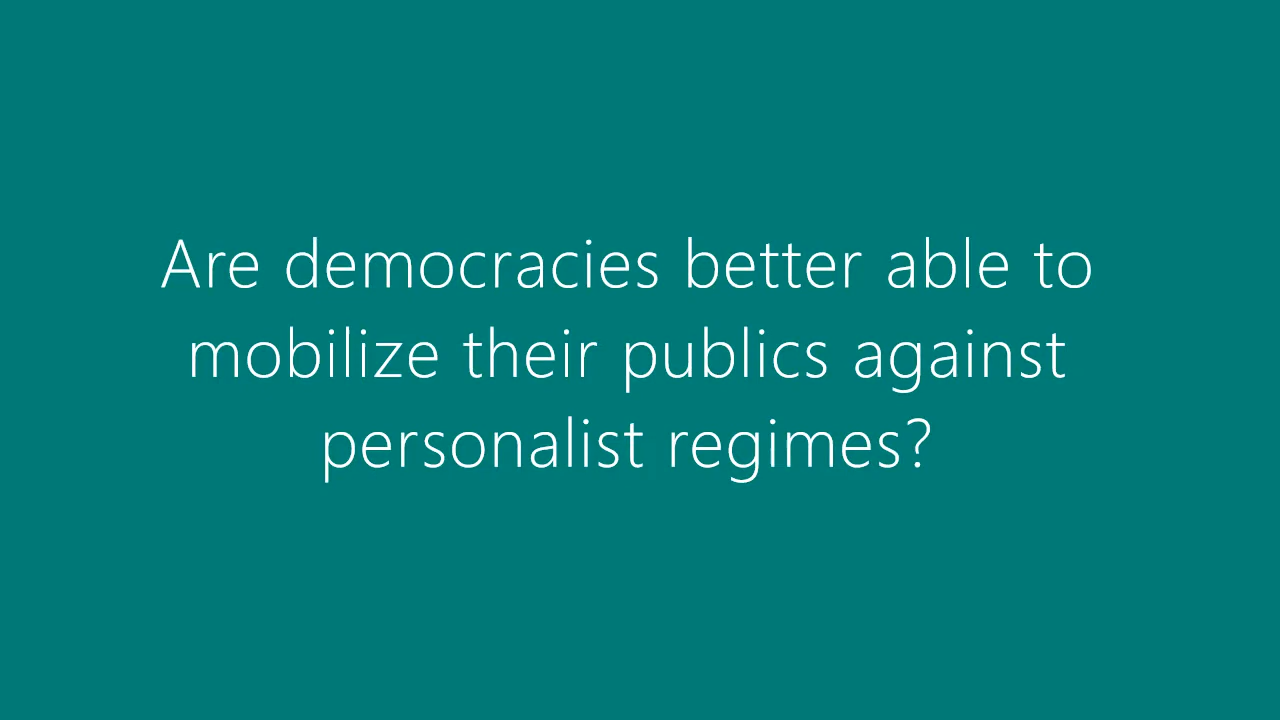 Are democracies better able to
mobilize their publics against
personalist regimes?